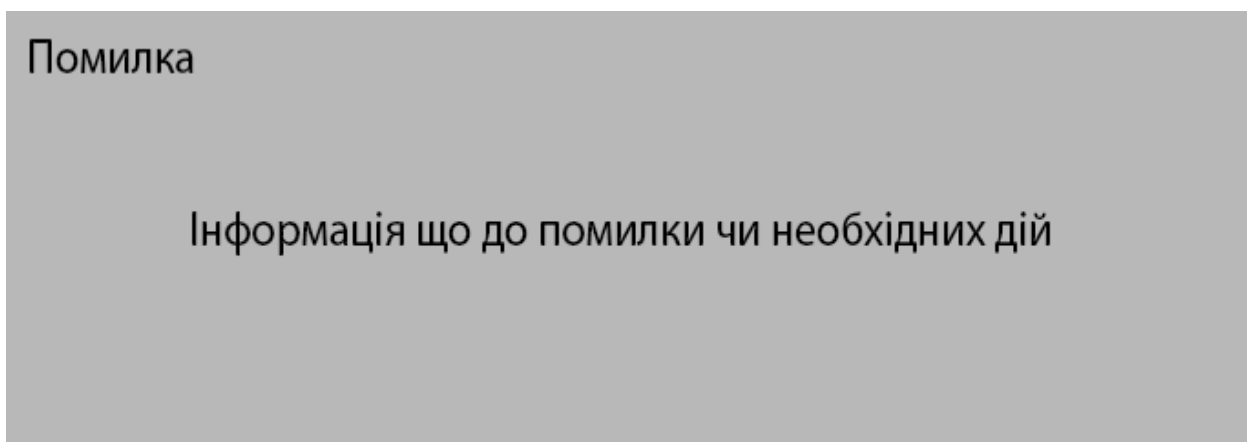 Помилка
Інформація що до помилки чи необхідних дій